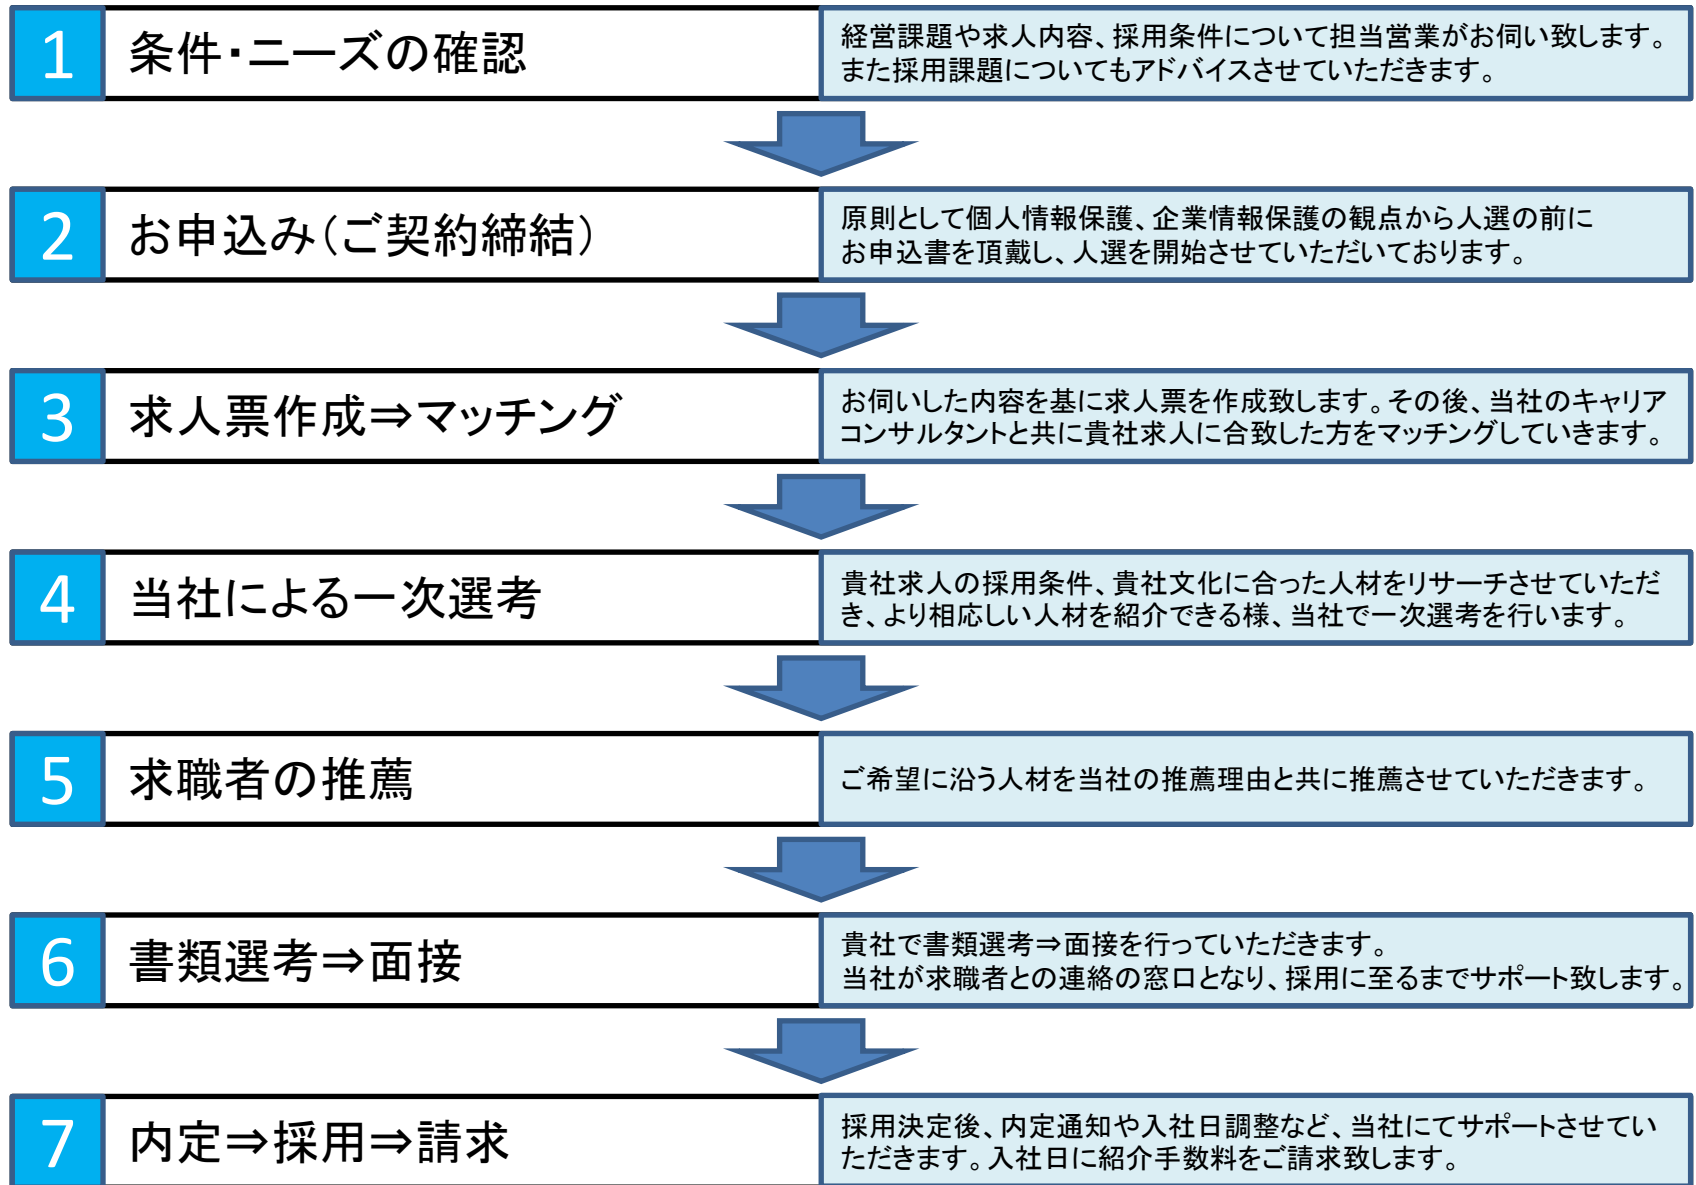 1
条件・ニーズの確認
経営課題や求人内容、採用条件について担当営業がお伺い致します。
また採用課題についてもアドバイスさせていただきます。
2
お申込み（ご契約締結）
原則として個人情報保護、企業情報保護の観点から人選の前に
お申込書を頂戴し、人選を開始させていただいております。
3
求人票作成⇒マッチング
お伺いした内容を基に求人票を作成致します。その後、当社のキャリア
コンサルタントと共に貴社求人に合致した方をマッチングしていきます。
4
当社による一次選考
貴社求人の採用条件、貴社文化に合った人材をリサーチさせていただ
き、より相応しい人材を紹介できる様、当社で一次選考を行います。
5
求職者の推薦
ご希望に沿う人材を当社の推薦理由と共に推薦させていただきます。
6
書類選考⇒面接
貴社で書類選考⇒面接を行っていただきます。
当社が求職者との連絡の窓口となり、採用に至るまでサポート致します。
7
内定⇒採用⇒請求
採用決定後、内定通知や入社日調整など、当社にてサポートさせてい
ただきます。入社日に紹介手数料をご請求致します。